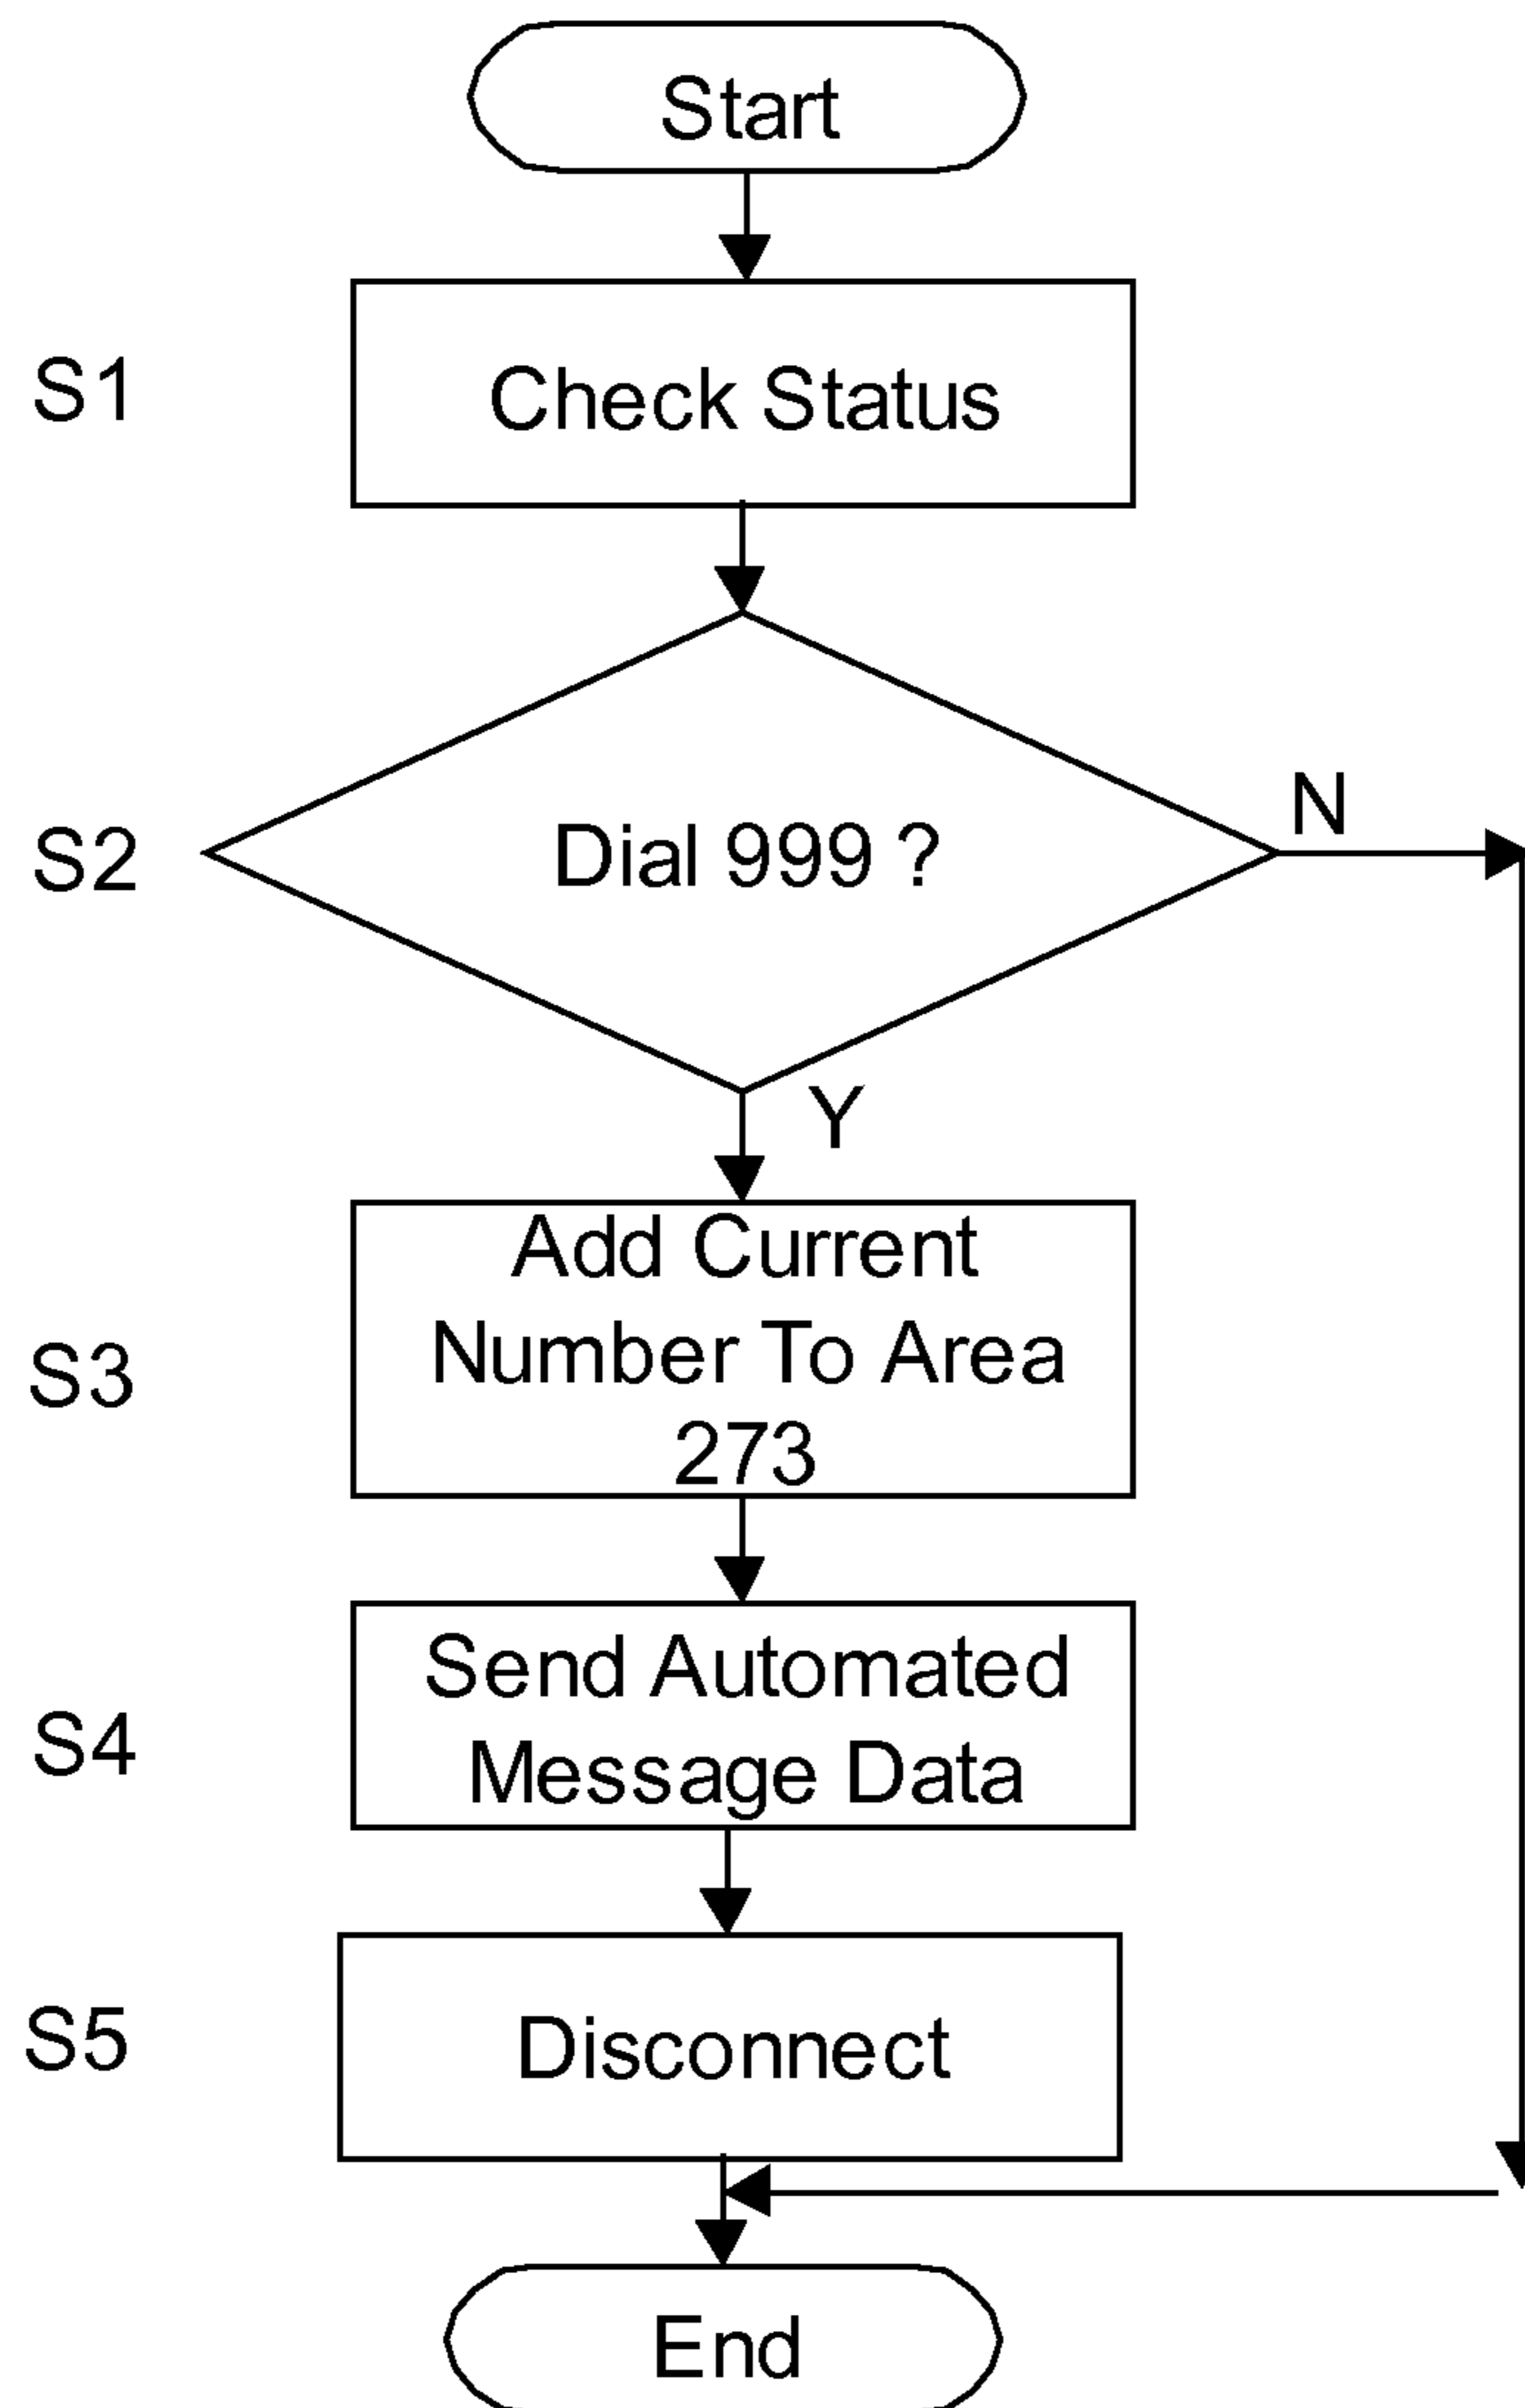 Start
S1
Check Status
S2
Dial 999 ?
N
Y
S3
Add Current
Number To Area
273
S4
Send Automated
Message Data
S5
Disconnect
End